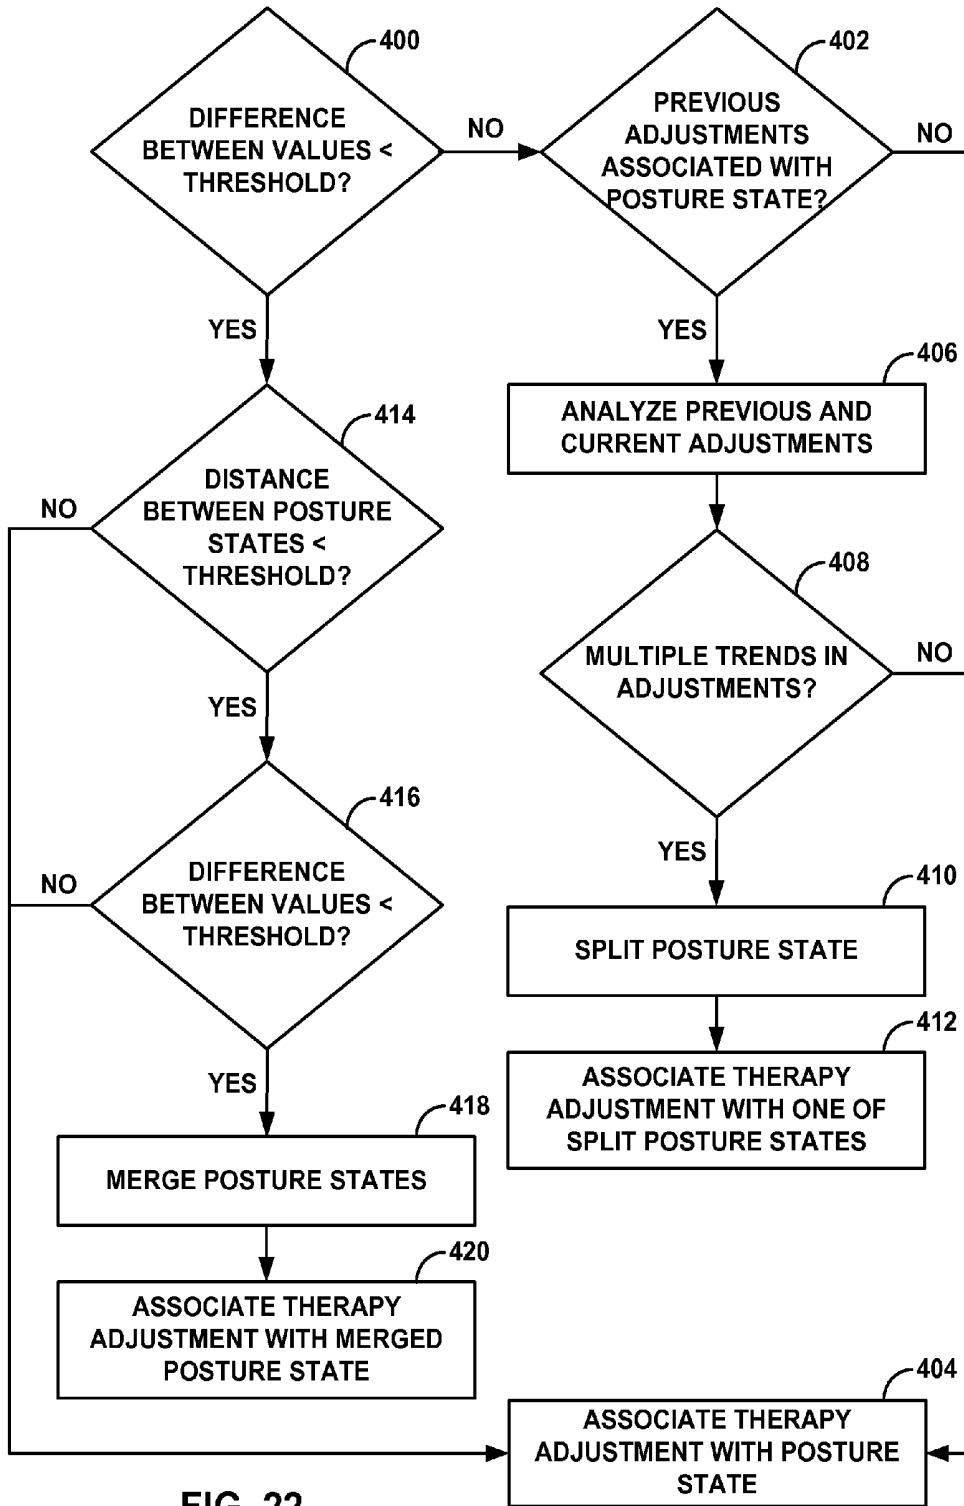 400
DIFFERENCE
BETWEEN VALUES <
THRESHOLD?
NO
402
PREVIOUS
ADJUSTMENTS
ASSOCIATED WITH
POSTURE STATE?
NO
YES
YES
406
ANALYZE PREVIOUS AND
CURRENT ADJUSTMENTS
414
DISTANCE
BETWEEN POSTURE
STATES <
THRESHOLD?
NO
YES
408
MULTIPLE TRENDS IN
ADJUSTMENTS?
NO
YES
416
DIFFERENCE
BETWEEN VALUES <
THRESHOLD?
NO
YES
410
SPLIT POSTURE STATE
412
ASSOCIATE THERAPY
ADJUSTMENT WITH ONE OF
SPLIT POSTURE STATES
418
MERGE POSTURE STATES
420
ASSOCIATE THERAPY
ADJUSTMENT WITH MERGED
POSTURE STATE
404
ASSOCIATE THERAPY
ADJUSTMENT WITH POSTURE
STATE
FIG. 22